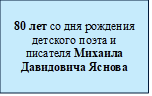 80 лет со дня рождения
детского поэта и
писателя Михаила
Давидовича Яснова